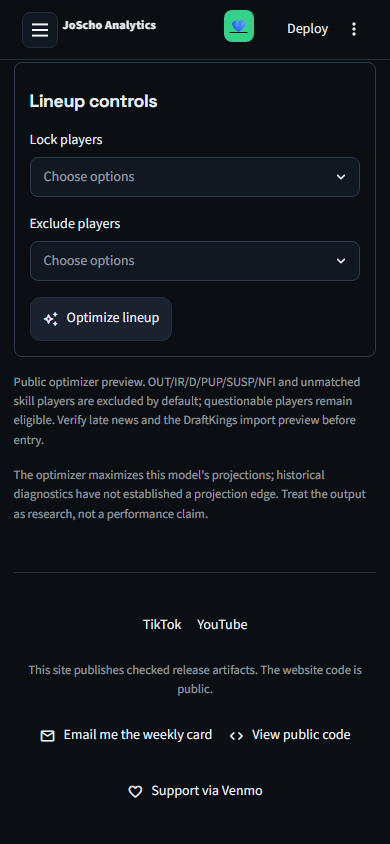 JoScho Analytics
Deploy
Lineup controls
Lock players
Choose options
Exclude players
Choose options
Optimize lineup
Public optimizer preview. OUT/IR/D/PUP/SUSP/NFI and unmatched
skill players are excluded by default; questionable players remain
eligible. Verify late news and the DraftKings import preview before
entry.
The optimizer maximizes this model's projections; historical
diagnostics have not established a projection edge. Treat the output
as research, not a performance claim.
TikTok YouTube
This site publishes checked release artifacts. The website code is
public.
Email me the weekly card View public code
Support via Venmo